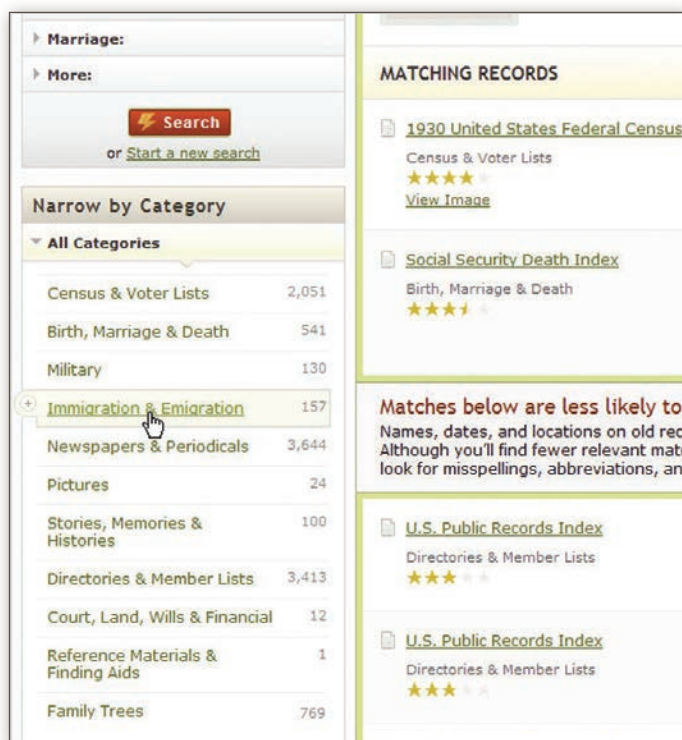 Marriage:
More:
Search
or Start a new search
Narrow by Category
All Categories
Census & Voter Lists 2,051
Birth, Marriage & Death 541
Military 130
Immigration & Emigration 157
Newspapers & Periodicals 3,644
Pictures 24
Stories, Memories & 100
Histories
Directories & Member Lists 3,413
Court, Land, Wills & Financial 12
Reference Materials & 1
Finding Aids
Family Trees 769
MATCHING RECORDS
1930 United States Federal Census
Census & Voter Lists
View Image
Social Security Death Index
Birth, Marriage & Death
Matches below are less likely to
Names, dates, and locations on old
Although you'll find fewer relevant
look for misspellings, abbreviations,
U.S. Public Records Index
Directories & Member Lists
U.S. Public Records Index
Directories & Member Lists